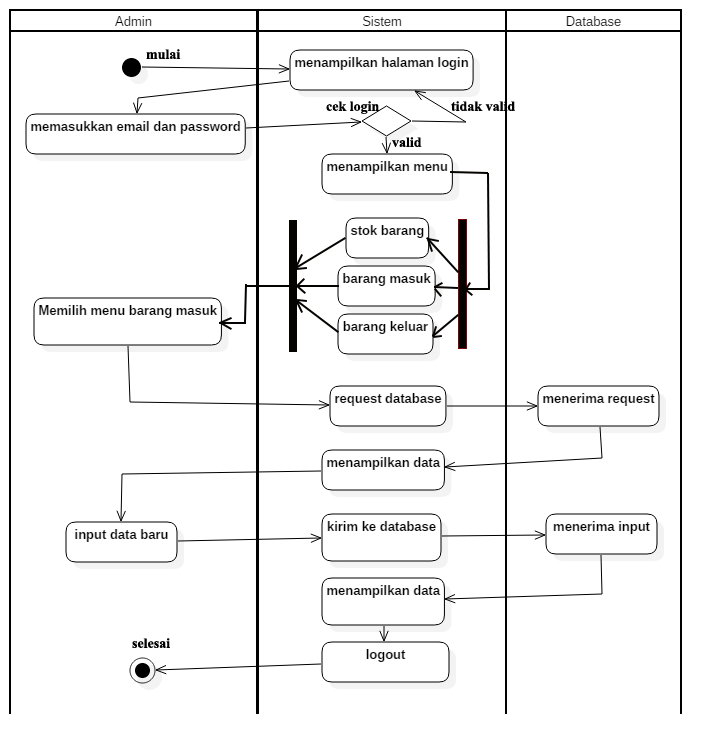 Admin
Sistem
Database
mulai
menampilkan halaman login
memasukkan email dan password
cek login
tidak valid
valid
menampilkan menu
stok barang
barang masuk
barang keluar
Memilih menu barang masuk
request database
menerima request
menampilkan data
input data baru
kirim ke database
menerima input
menampilkan data
logout
selesai